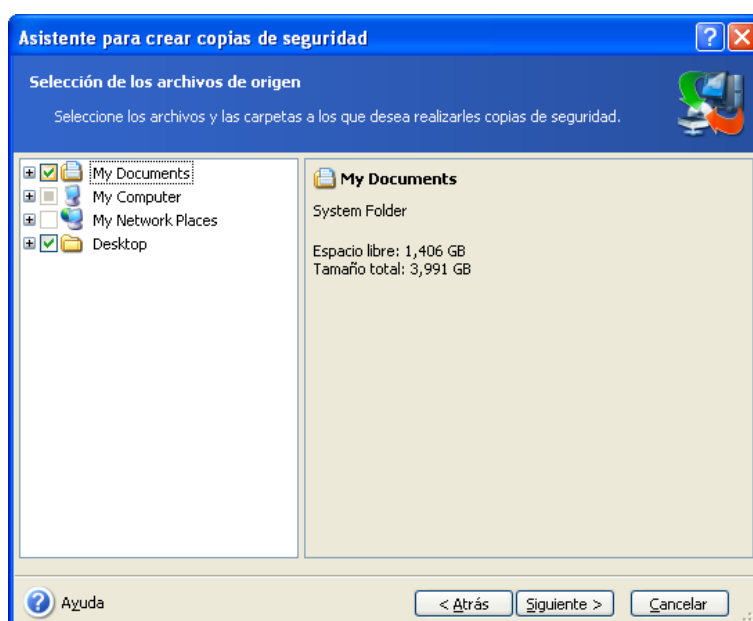 Asistente para crear copias de seguridad
Selección de los archivos de origen
Seleccione los archivos y las carpetas a los que desea realizarles copias de seguridad.
My Documents
My Computer
My Network Places
Desktop
My Documents
System Folder
Espacio libre: 1,406 GB
Tamaño total: 3,991 GB
Ayuda
< Atrás
Siguiente >
Cancelar